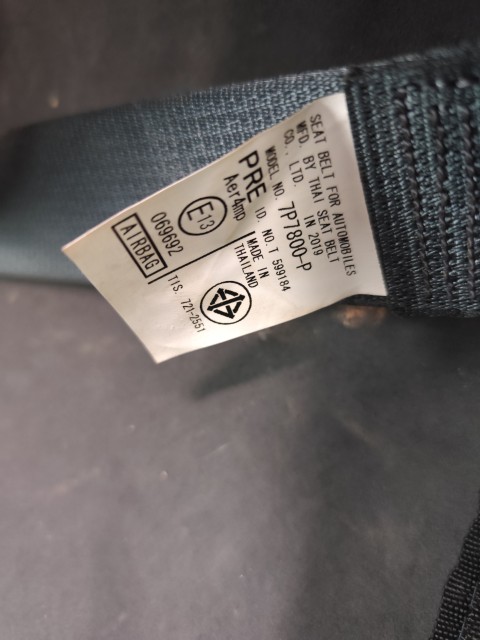 SEAT BELT FOR AUTOMOBILES
MFD. BY THAI SEAT BELT
CO., LTD. IN 2019
MODEL NO. 7P7800-P
PRE ID. NO. T 599184
Aer4mp
E13
MADE IN
THAILAND
069692
AIRBAG
TIS. 721-2551